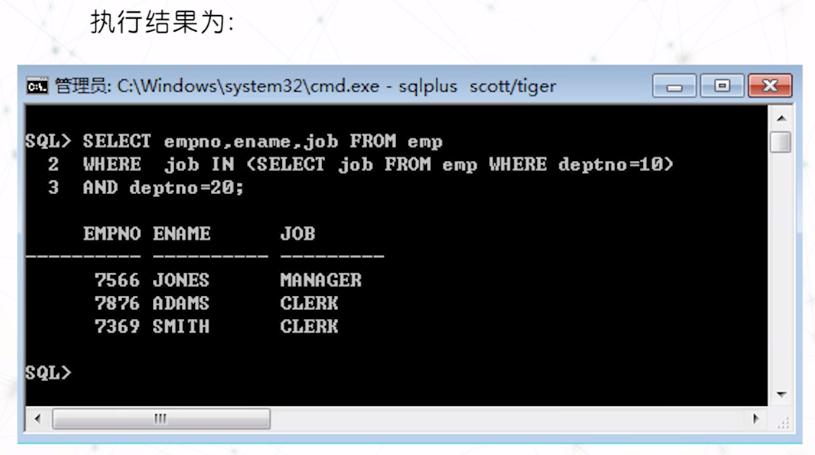 执行结果为:
管理员: C:\Windows\system32\cmd.exe - sqlplus scott/tiger
SQL> SELECT empno,ename,job FROM emp
2 WHERE job IN (SELECT job FROM emp WHERE deptno=10)
3 AND deptno=20;
EMPNO ENAME JOB
---------- ---------- ---------
7566 JONES MANAGER
7876 ADAMS CLERK
7369 SMITH CLERK
SQL>